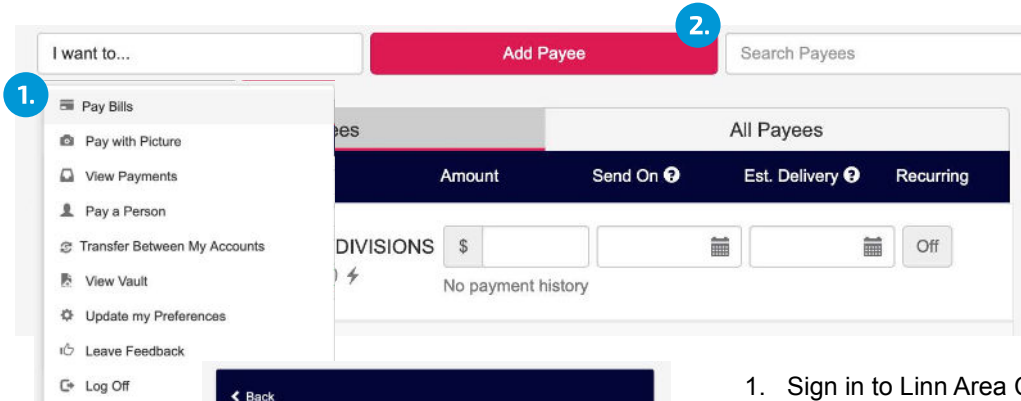 2.
I want to...
Add Payee
Search Payees
1.
Pay Bills
Pay with Picture
View Payments
Pay a Person
Transfer Between My Accounts
View Vault
Update my Preferences
Leave Feedback
Log Off
All Payees
Amount Send On Est. Delivery Recurring
DIVISIONS $ Off
No payment history
Back
1. Sign in to Linn Area